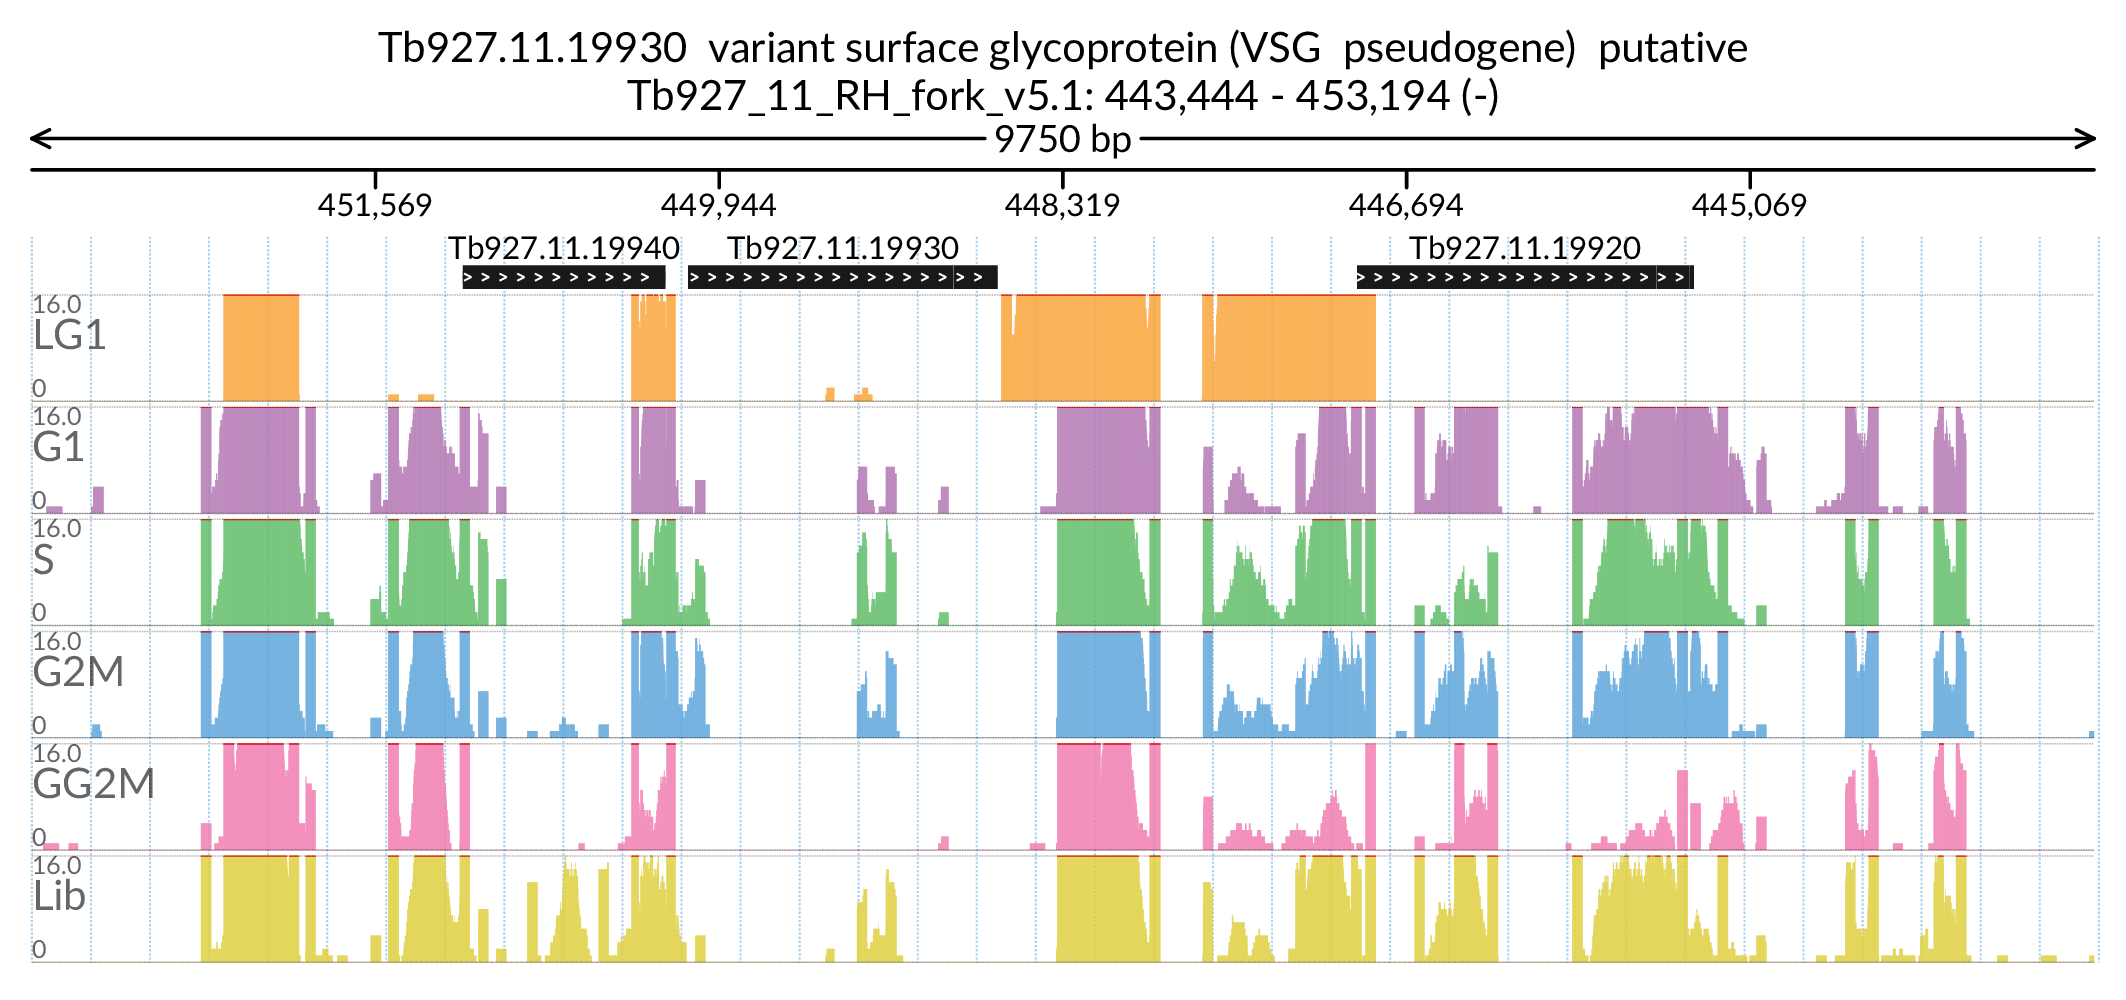 Tb927.11.19930 variant surface glycoprotein (VSG pseudogene) putative
Tb927_11_RH_fork_v5.1: 443,444 - 453,194 (-)
9750 bp
451,569 449,944 448,319 446,694 445,069
Tb927.11.19940 Tb927.11.19930 Tb927.11.19920
16.0
LG1
0
16.0
G1
0
16.0
S
0
16.0
G2M
0
16.0
GG2M
0
16.0
Lib
0